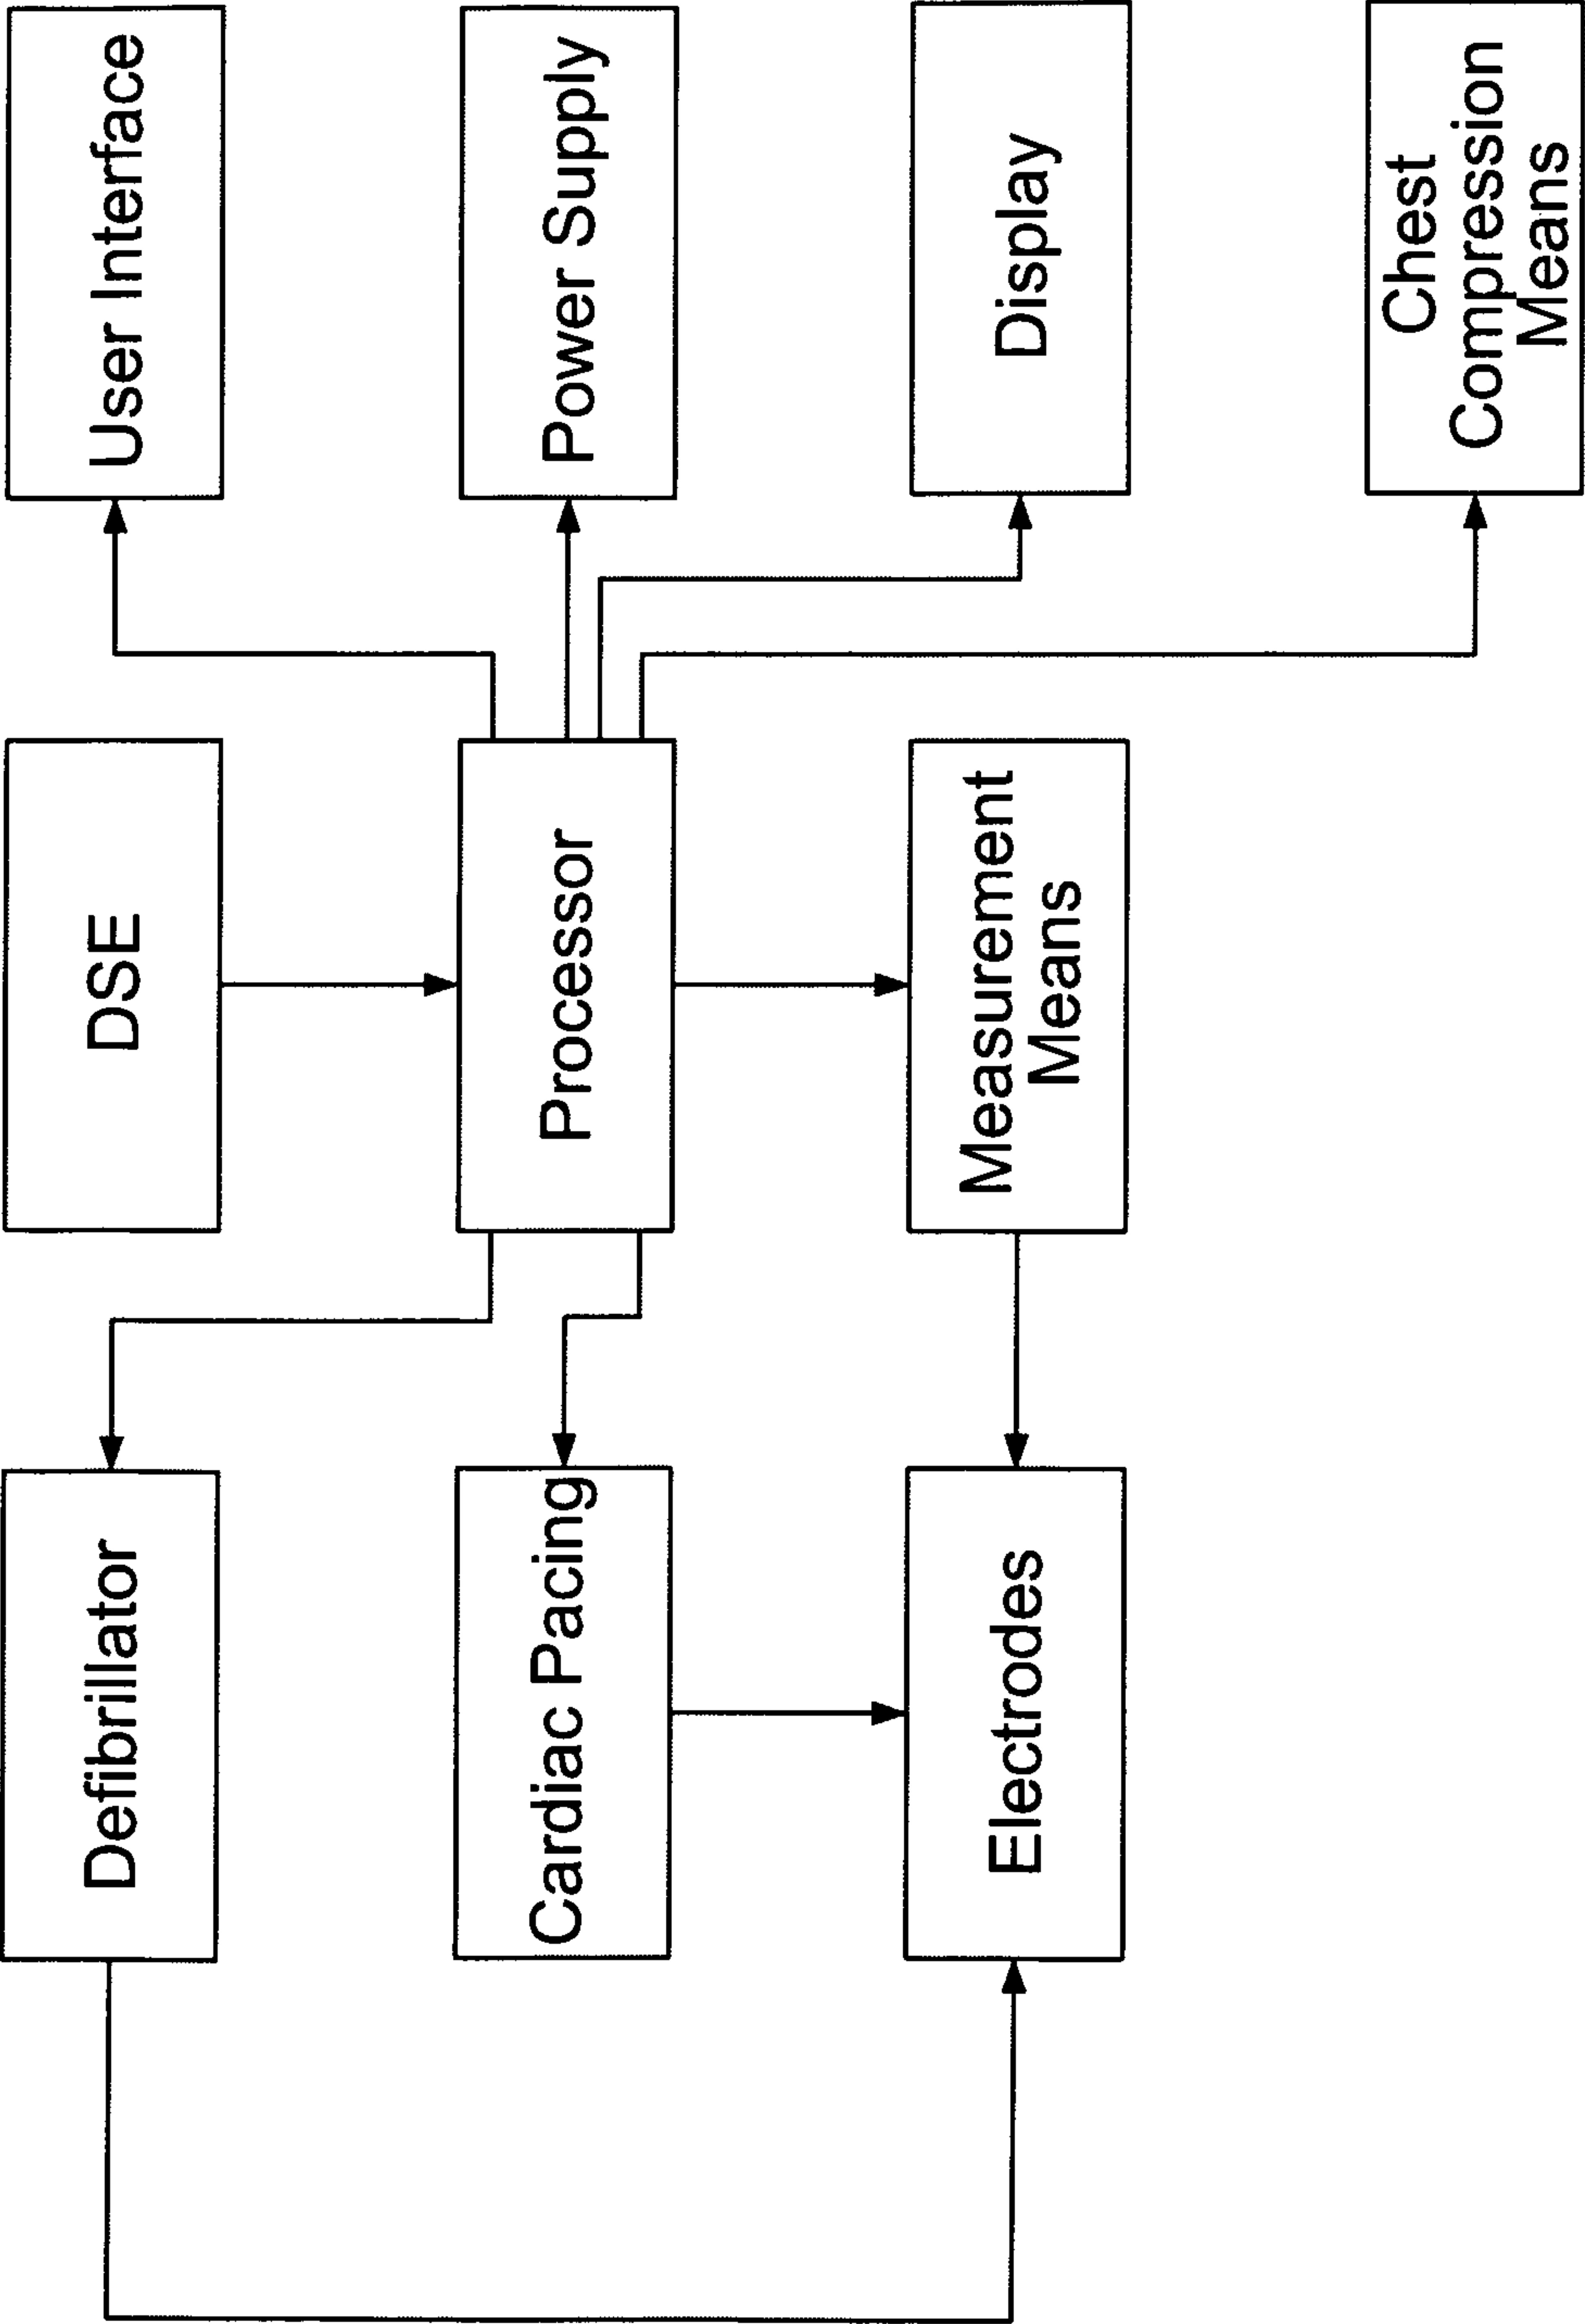 Defibrillator
DSE
User Interface
Cardiac Pacing
Processor
Power Supply
Electrodes
Measurement
Means
Display
Chest
Compression
Means